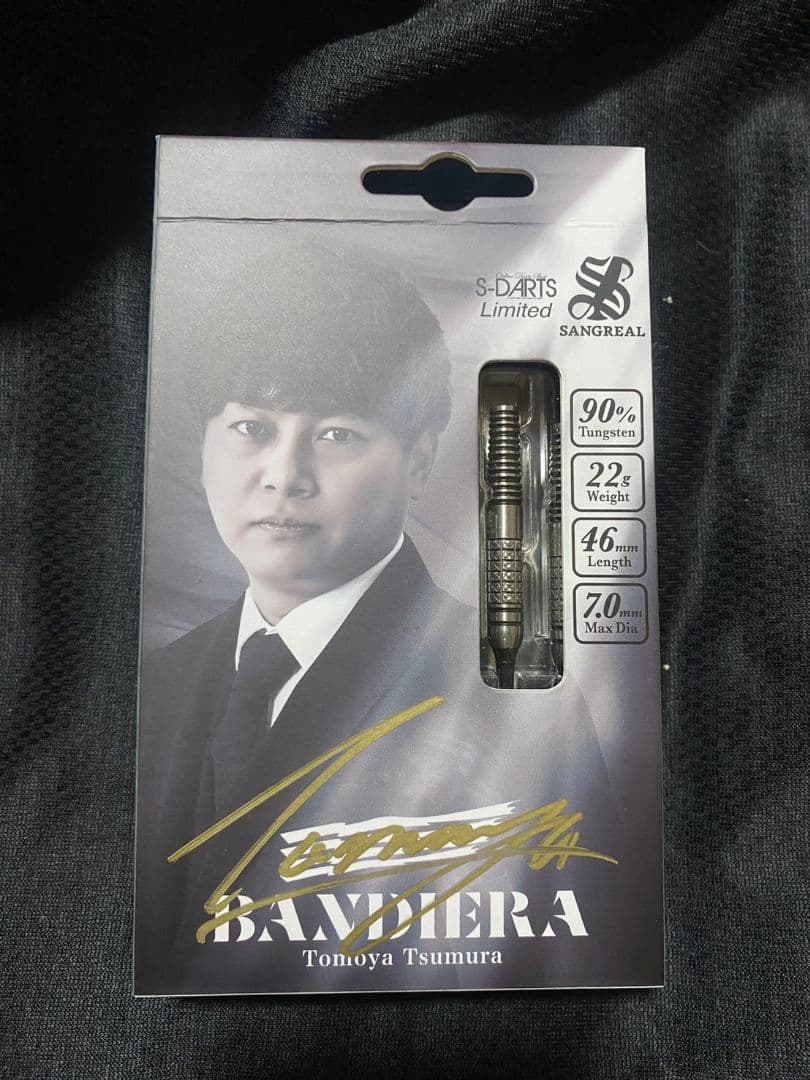 Online Darts Shop
S-DARTS
Limited
SANGREAL
90%
Tungsten
22g
Weight
46mm
Length
7.0mm
Max Dia
BANDIERA
Tomoya Tsumura